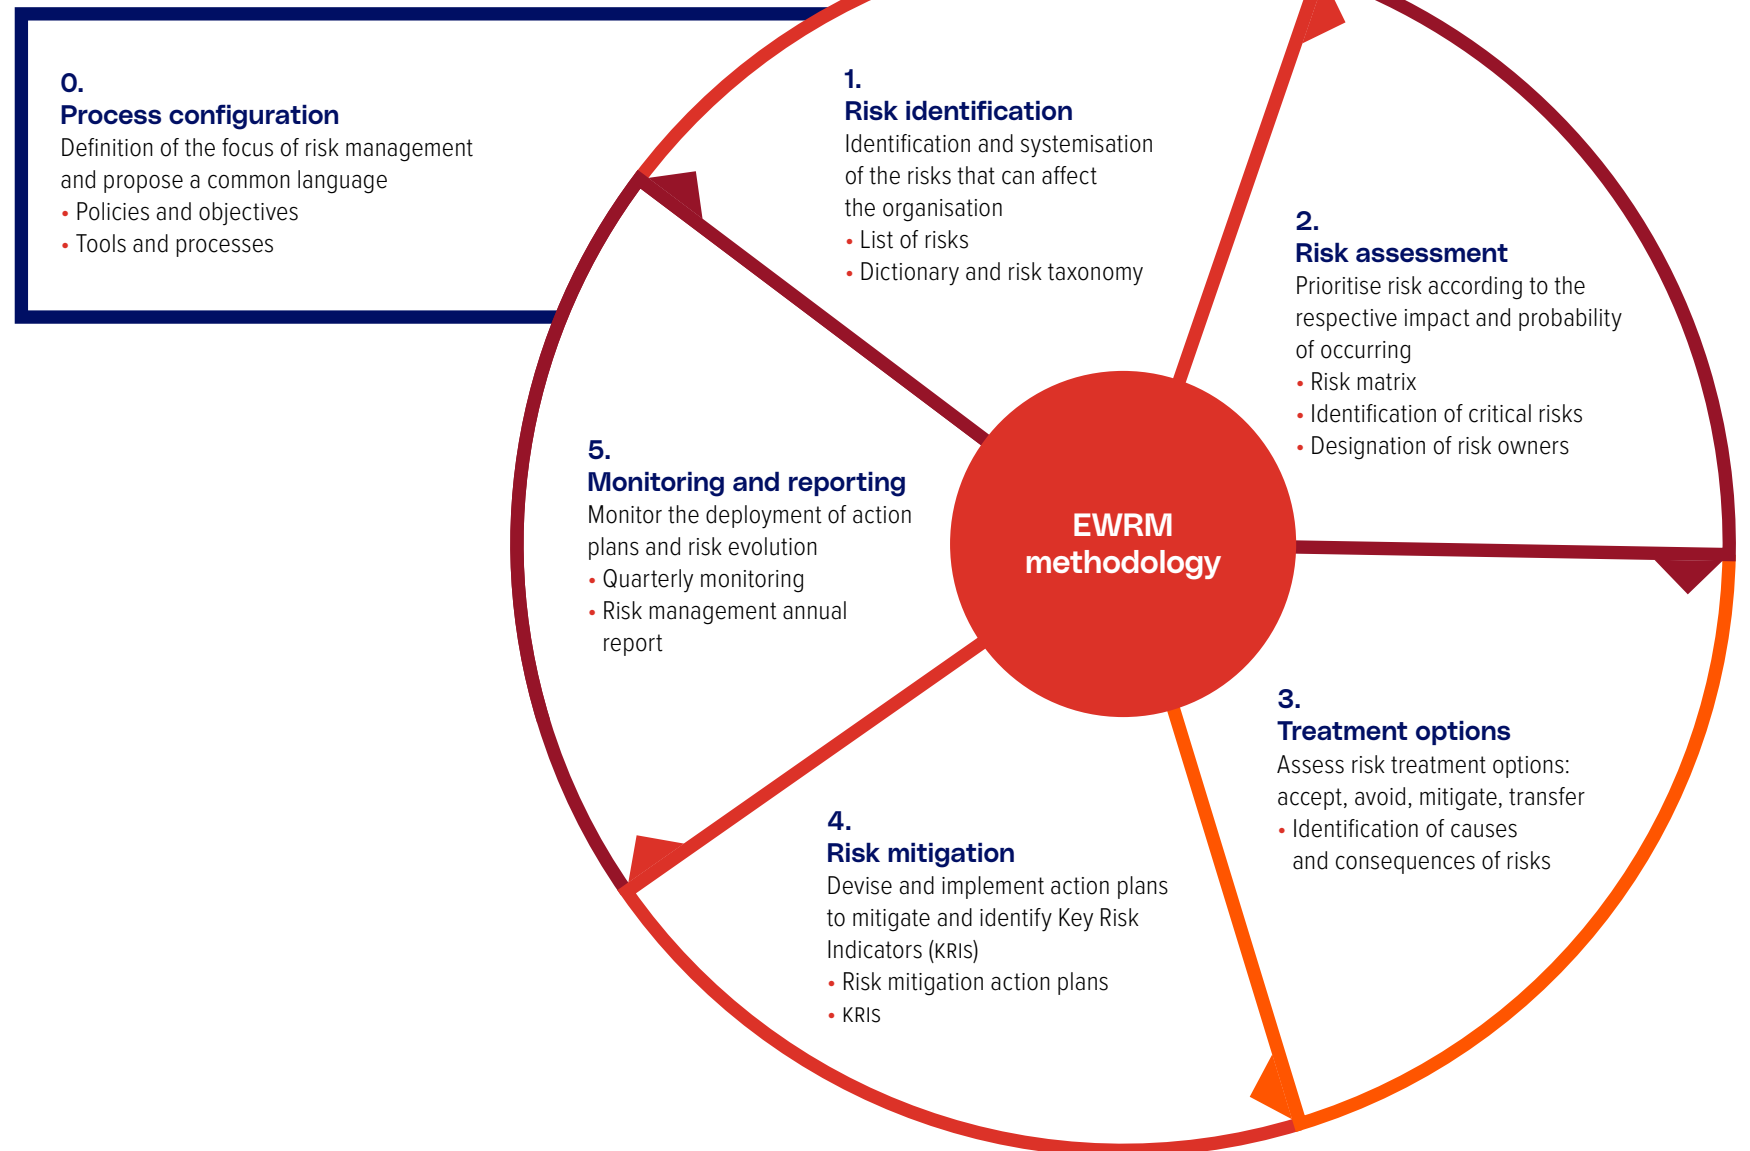 0.
Process configuration
Definition of the focus of risk management
and propose a common language
• Policies and objectives
• Tools and processes
1.
Risk identification
Identification and systemisation
of the risks that can affect
the organisation
• List of risks
• Dictionary and risk taxonomy
2.
Risk assessment
Prioritise risk according to the
respective impact and probability
of occurring
• Risk matrix
• Identification of critical risks
• Designation of risk owners
3.
Treatment options
Assess risk treatment options:
accept, avoid, mitigate, transfer
• Identification of causes
and consequences of risks
4.
Risk mitigation
Devise and implement action plans
to mitigate and identify Key Risk
Indicators (KRIs)
• Risk mitigation action plans
• KRIs
5.
Monitoring and reporting
Monitor the deployment of action
plans and risk evolution
• Quarterly monitoring
• Risk management annual
report
EWRM
methodology